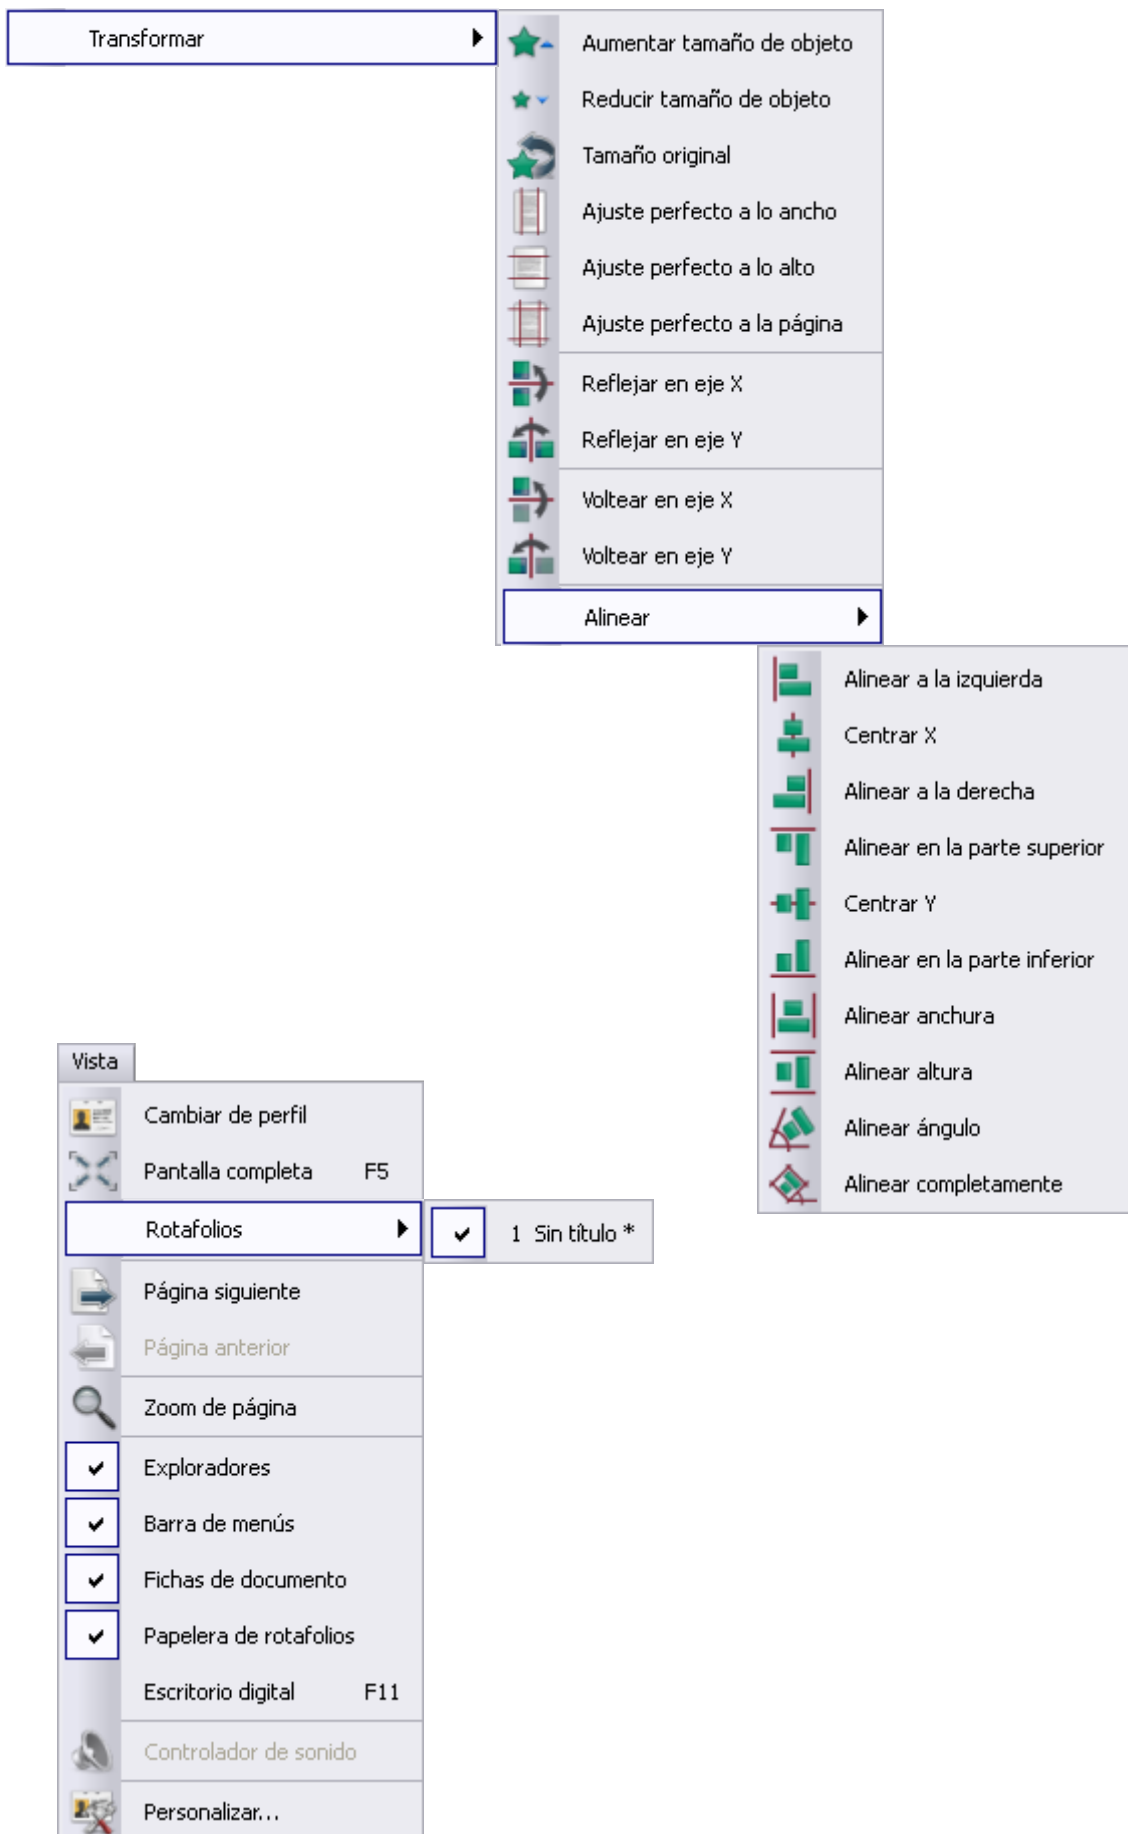 Transformar
Aumentar tamaño de objeto
Reducir tamaño de objeto
Tamaño original
Ajuste perfecto a lo ancho
Ajuste perfecto a lo alto
Ajuste perfecto a la página
Reflejar en eje X
Reflejar en eje Y
Voltear en eje X
Voltear en eje Y
Alinear
Alinear a la izquierda
Centrar X
Alinear a la derecha
Alinear en la parte superior
Centrar Y
Alinear en la parte inferior
Alinear anchura
Alinear altura
Alinear ángulo
Alinear completamente
Vista
Cambiar de perfil
Pantalla completa F5
Rotafolios
1 Sin título *
Página siguiente
Página anterior
Zoom de página
Exploradores
Barra de menús
Fichas de documento
Papelera de rotafolios
Escritorio digital F11
Controlador de sonido
Personalizar...